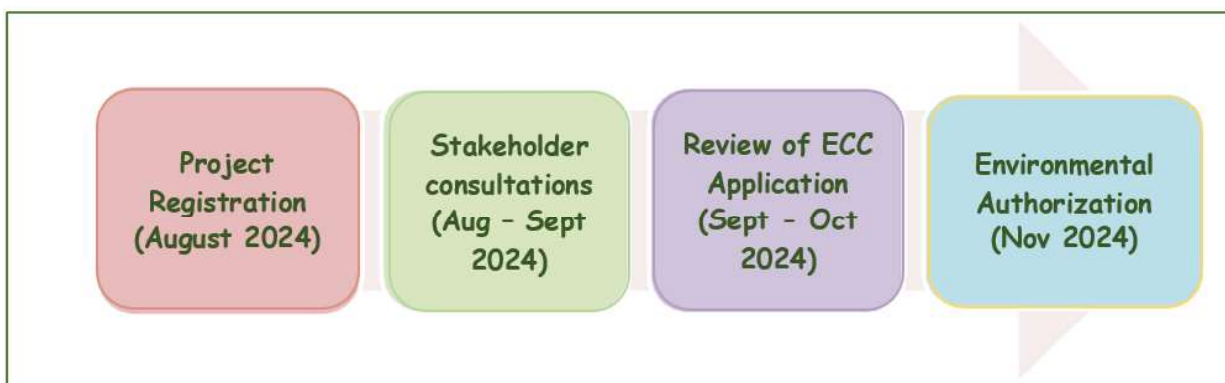 Project
Registration
(August 2024)
Stakeholder
consultations
(Aug – Sept
2024)
Review of ECC
Application
(Sept – Oct
2024)
Environmental
Authorization
(Nov 2024)